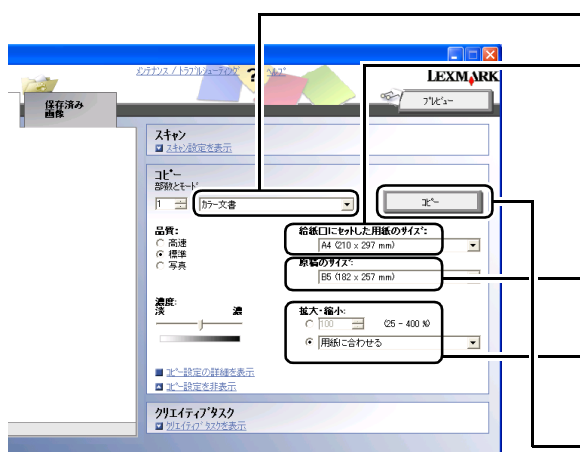 メンテナンス / トラブルシューティング ? ヘルプ
LEXMARK
保存済み
画像
プレビュー
スキャン
スキャン設定を表示
コピー
部数とモード
1 カラー文書 コピー
品質: 給紙口にセットした用紙のサイズ:
高速 A4 (210 x 297 mm)
標準 原稿のサイズ:
写真 B5 (182 x 257 mm)
濃度: 拡大・縮小:
淡 濃 100 (25 - 400 %)
用紙に合わせる
コピー設定の詳細を表示
コピー設定を非表示
クリエイティブタスク
クリエイティブタスクを表示